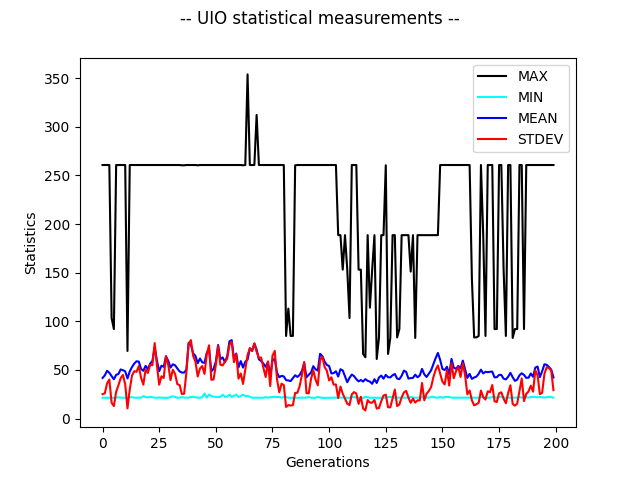 -- UIO statistical measurements --
MAX
MIN
MEAN
STDEV
Statistics
350
300
250
200
150
100
50
0
0 25 50 75 100 125 150 175 200
Generations